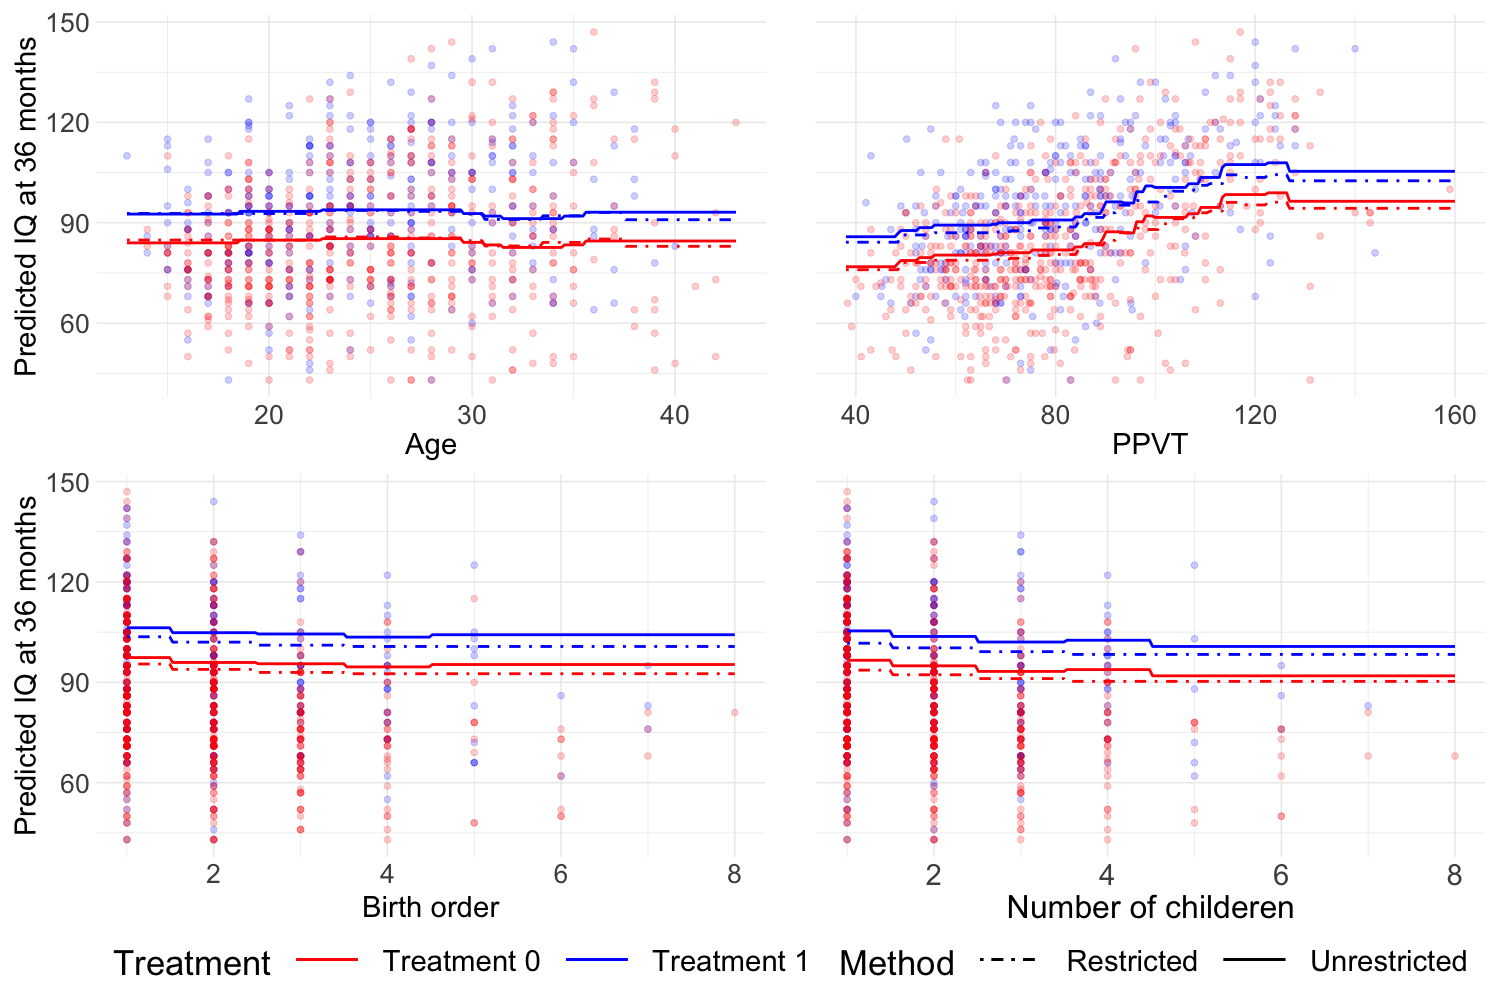 Predicted IQ at 36 months
150
120
90
60
20
30
40
Age
40
80
120
160
PPVT
Predicted IQ at 36 months
150
120
90
60
2
4
6
8
Birth order
2
4
6
8
Number of childeren
Treatment
Treatment 0
Treatment 1
Method
Restricted
Unrestricted